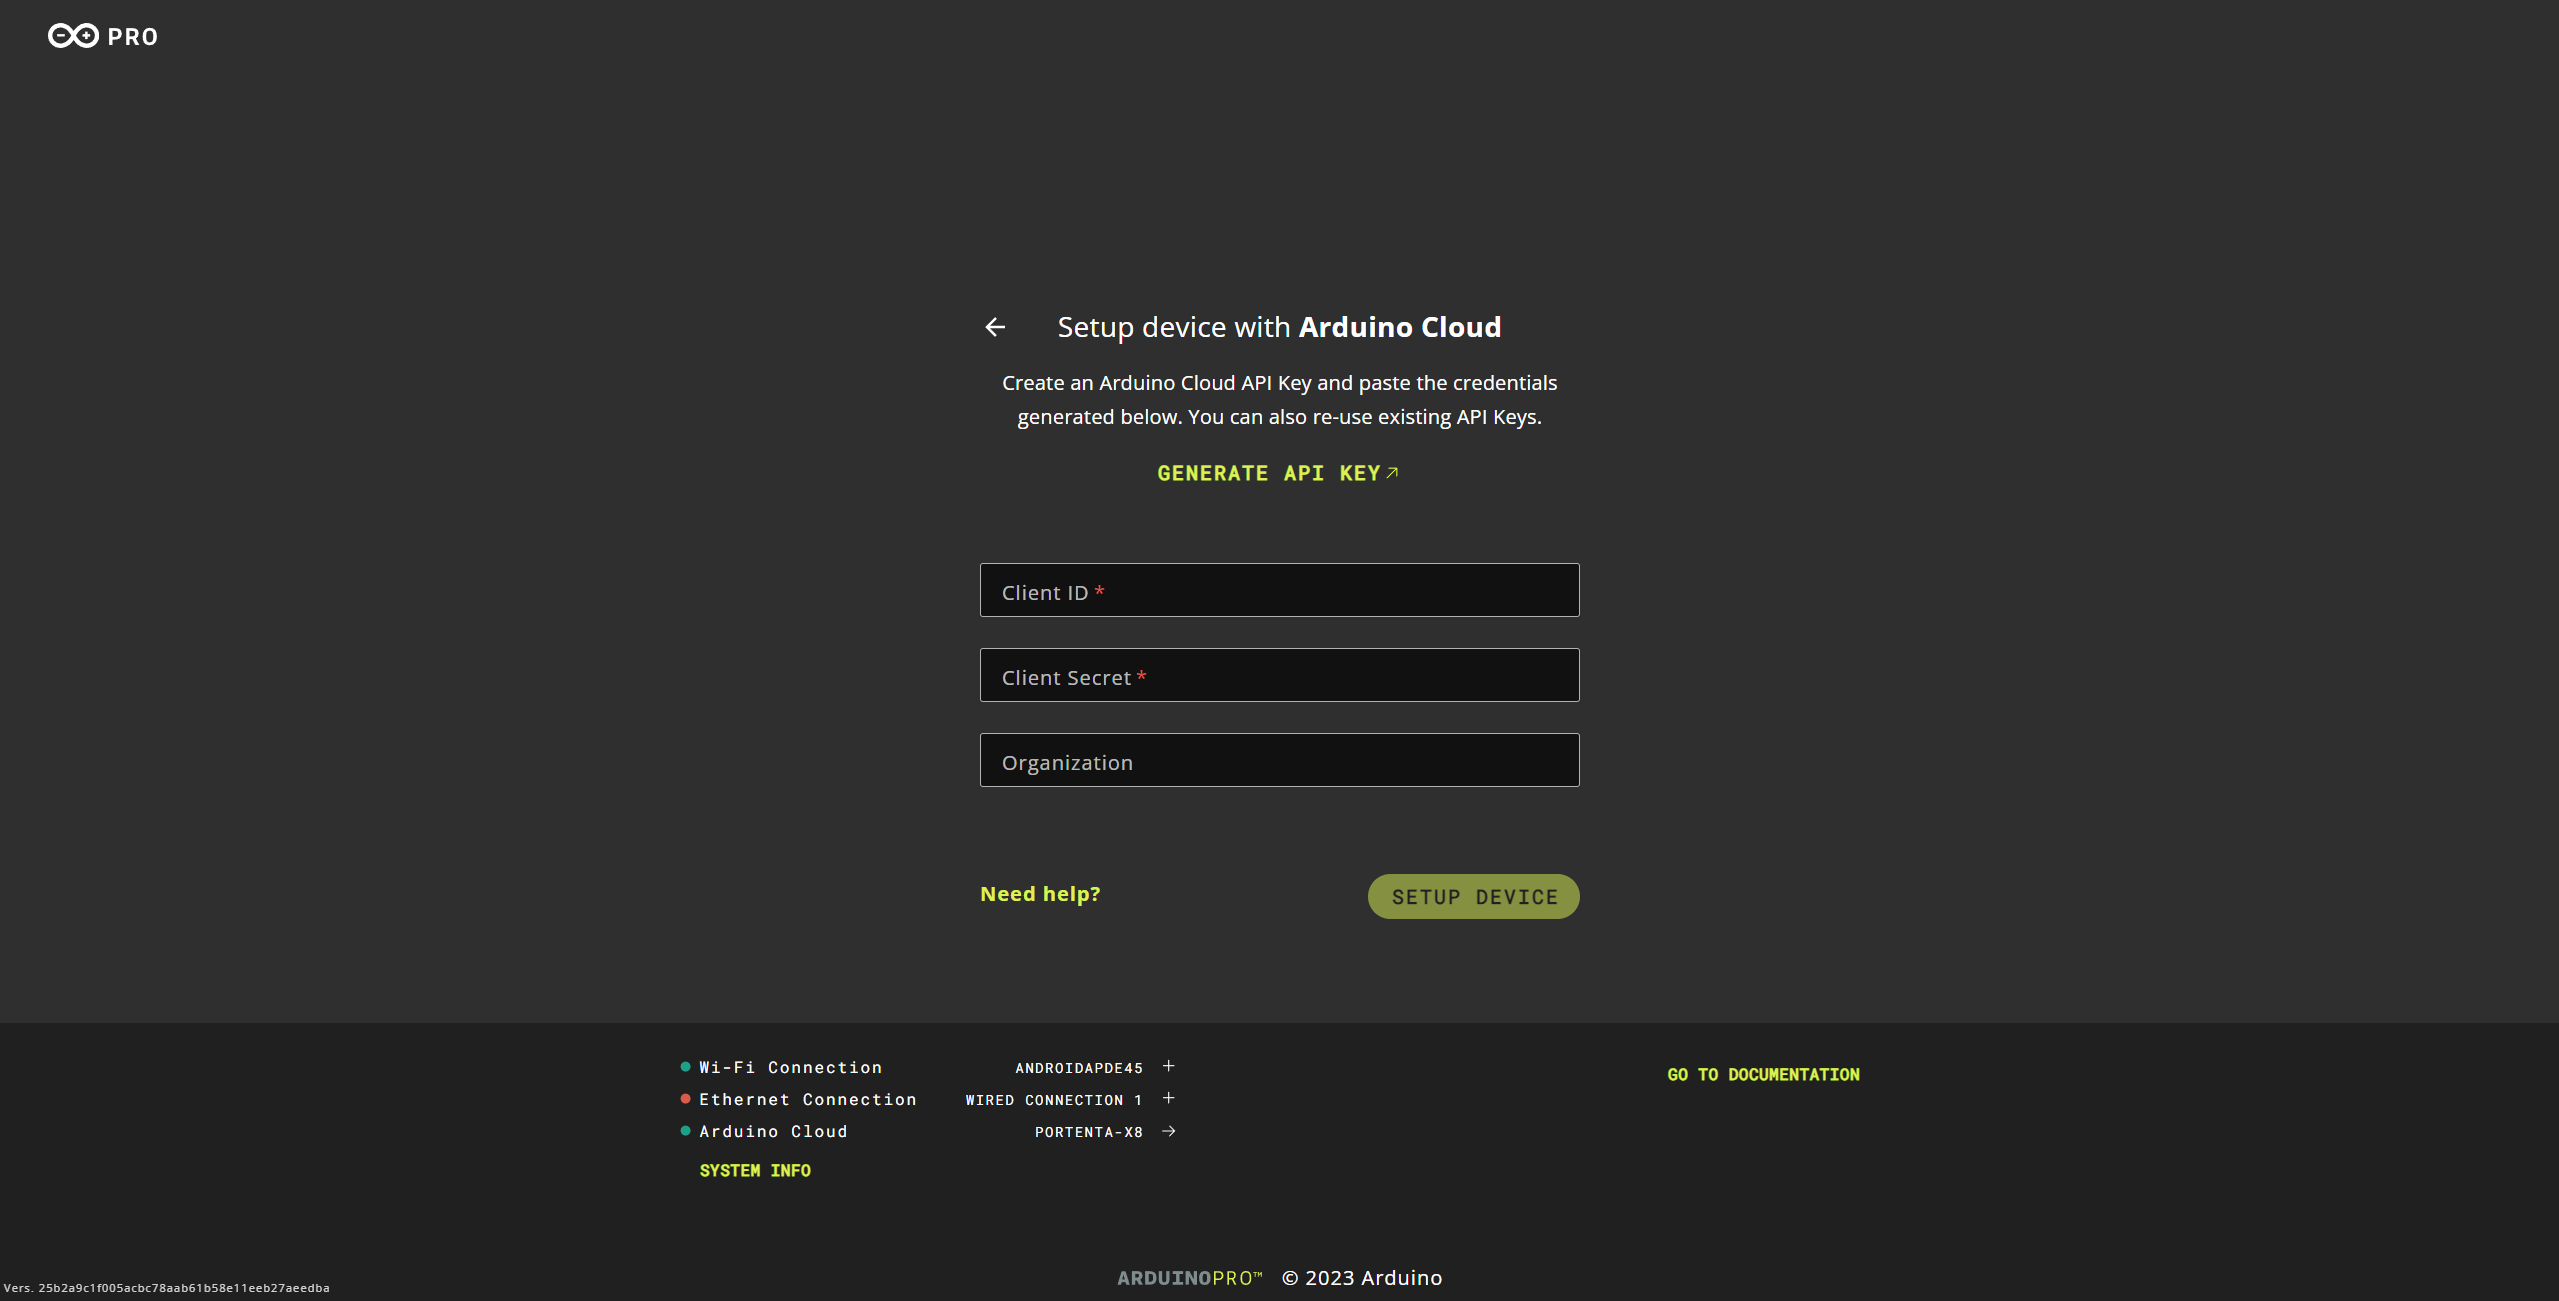 PRO
Setup device with Arduino Cloud
Create an Arduino Cloud API Key and paste the credentials
generated below. You can also re-use existing API Keys.
GENERATE API KEY
Client ID *
Client Secret *
Organization
Need help?
SETUP DEVICE
Wi-Fi Connection ANDROIDAPDE45
Ethernet Connection WIRED CONNECTION 1
Arduino Cloud PORTENTA-X8
SYSTEM INFO
GO TO DOCUMENTATION
ARDUINOPRO™ © 2023 Arduino
Vers. 25b2a9c1f005acbc78aab61b58e11eeb27aeedba